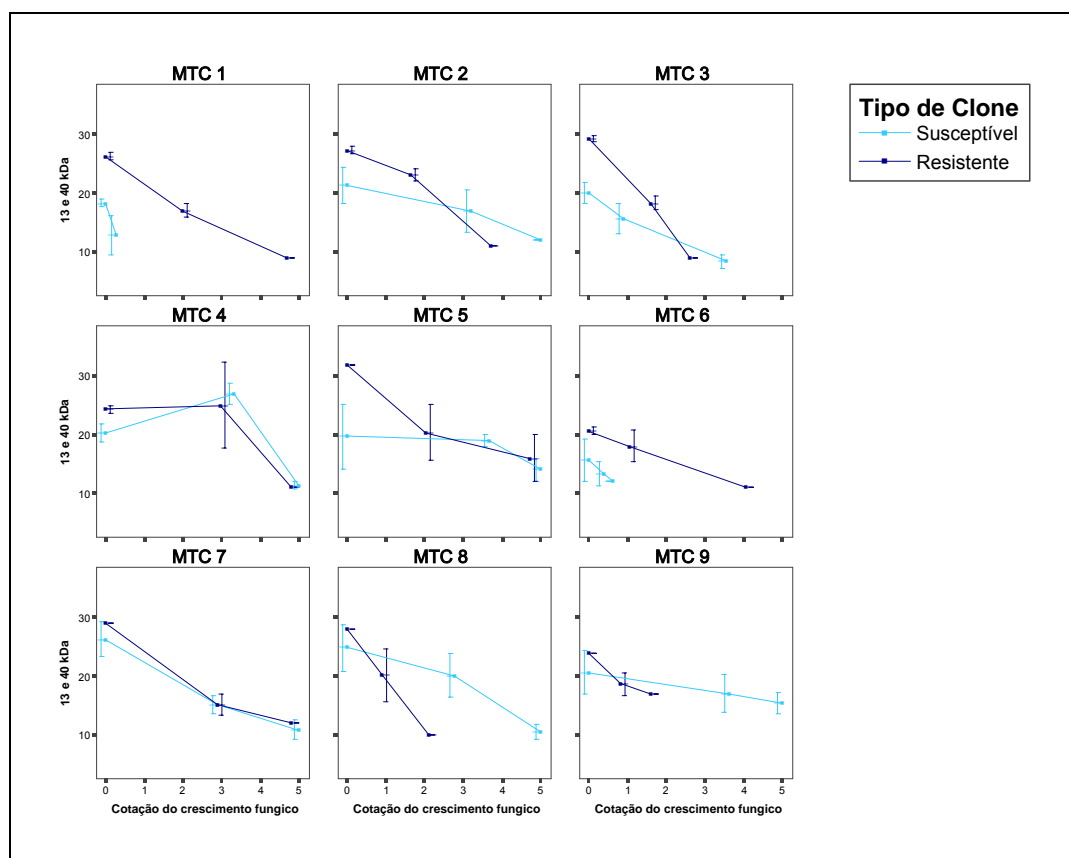 MTC 1 MTC 2 MTC 3
Tipo de Clone
Susceptível
Resistente
13 e 40 kDa
30
20
10
MTC 4 MTC 5 MTC 6
13 e 40 kDa
30
20
10
MTC 7 MTC 8 MTC 9
13 e 40 kDa
30
20
10
0 1 2 3 4 5 0 1 2 3 4 5 0 1 2 3 4 5
Cotação do crescimento fungico Cotação do crescimento fungico Cotação do crescimento fungico